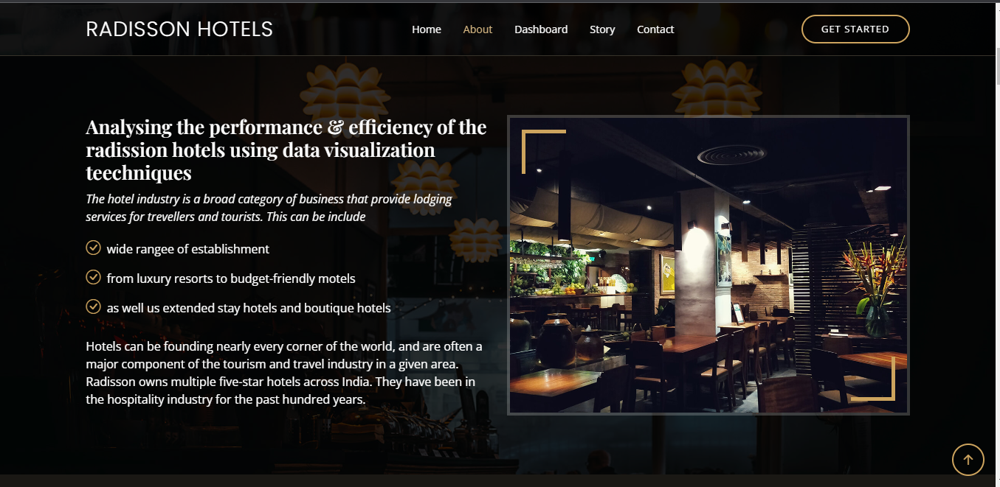 RADISSON HOTELS
Home About Dashboard Story Contact
GET STARTED
Analysing the performance & efficiency of the
radission hotels using data visualization
teechniques
The hotel industry is a broad category of business that provide lodging
services for trevellers and tourists. This can be include
wide rangee of establishment
from luxury resorts to budget-friendly motels
as well us extended stay hotels and boutique hotels
Hotels can be founding nearly every corner of the world, and are often a
major component of the tourism and travel industry in a given area.
Radisson owns multiple five-star hotels across India. They have been in
the hospitality industry for the past hundred years.